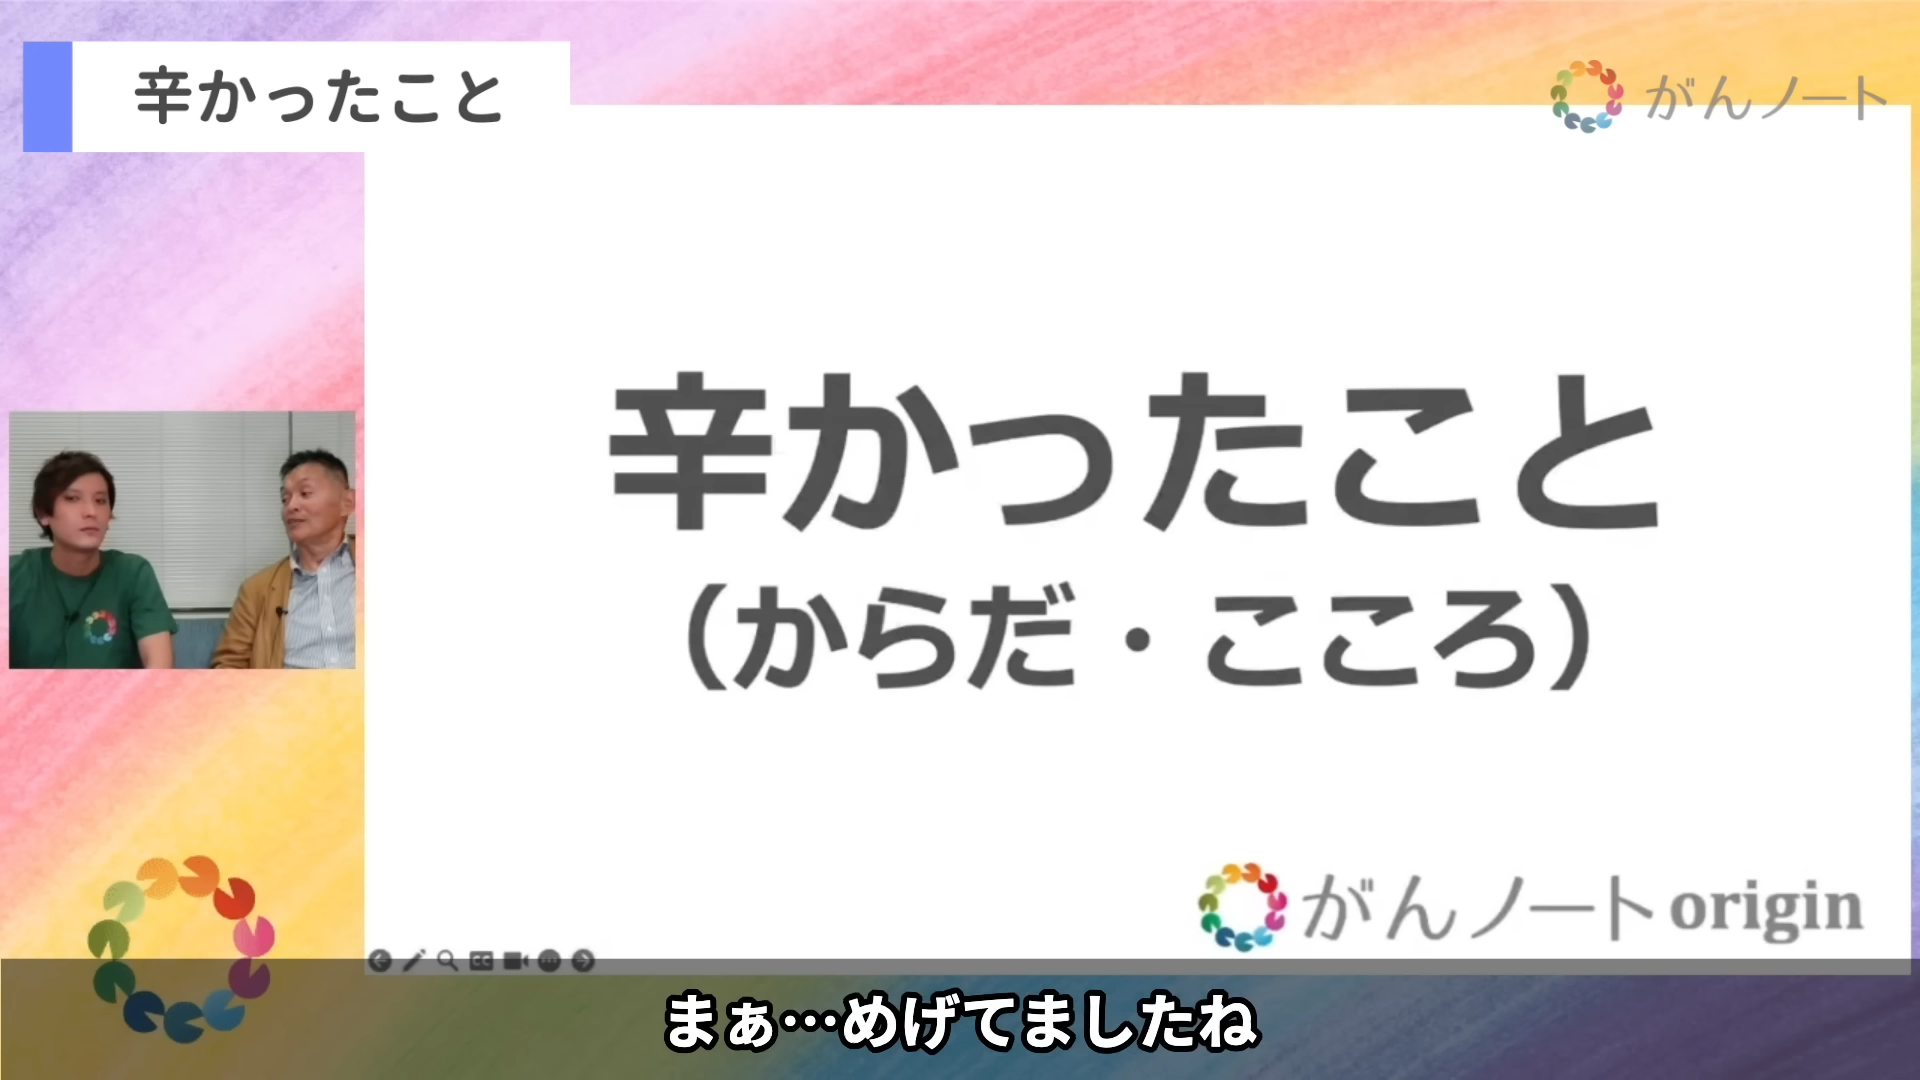 辛かったこと
がんノート
辛かったこと
（からだ・こころ）
がんノート origin
CC
まぁ…めげてましたね